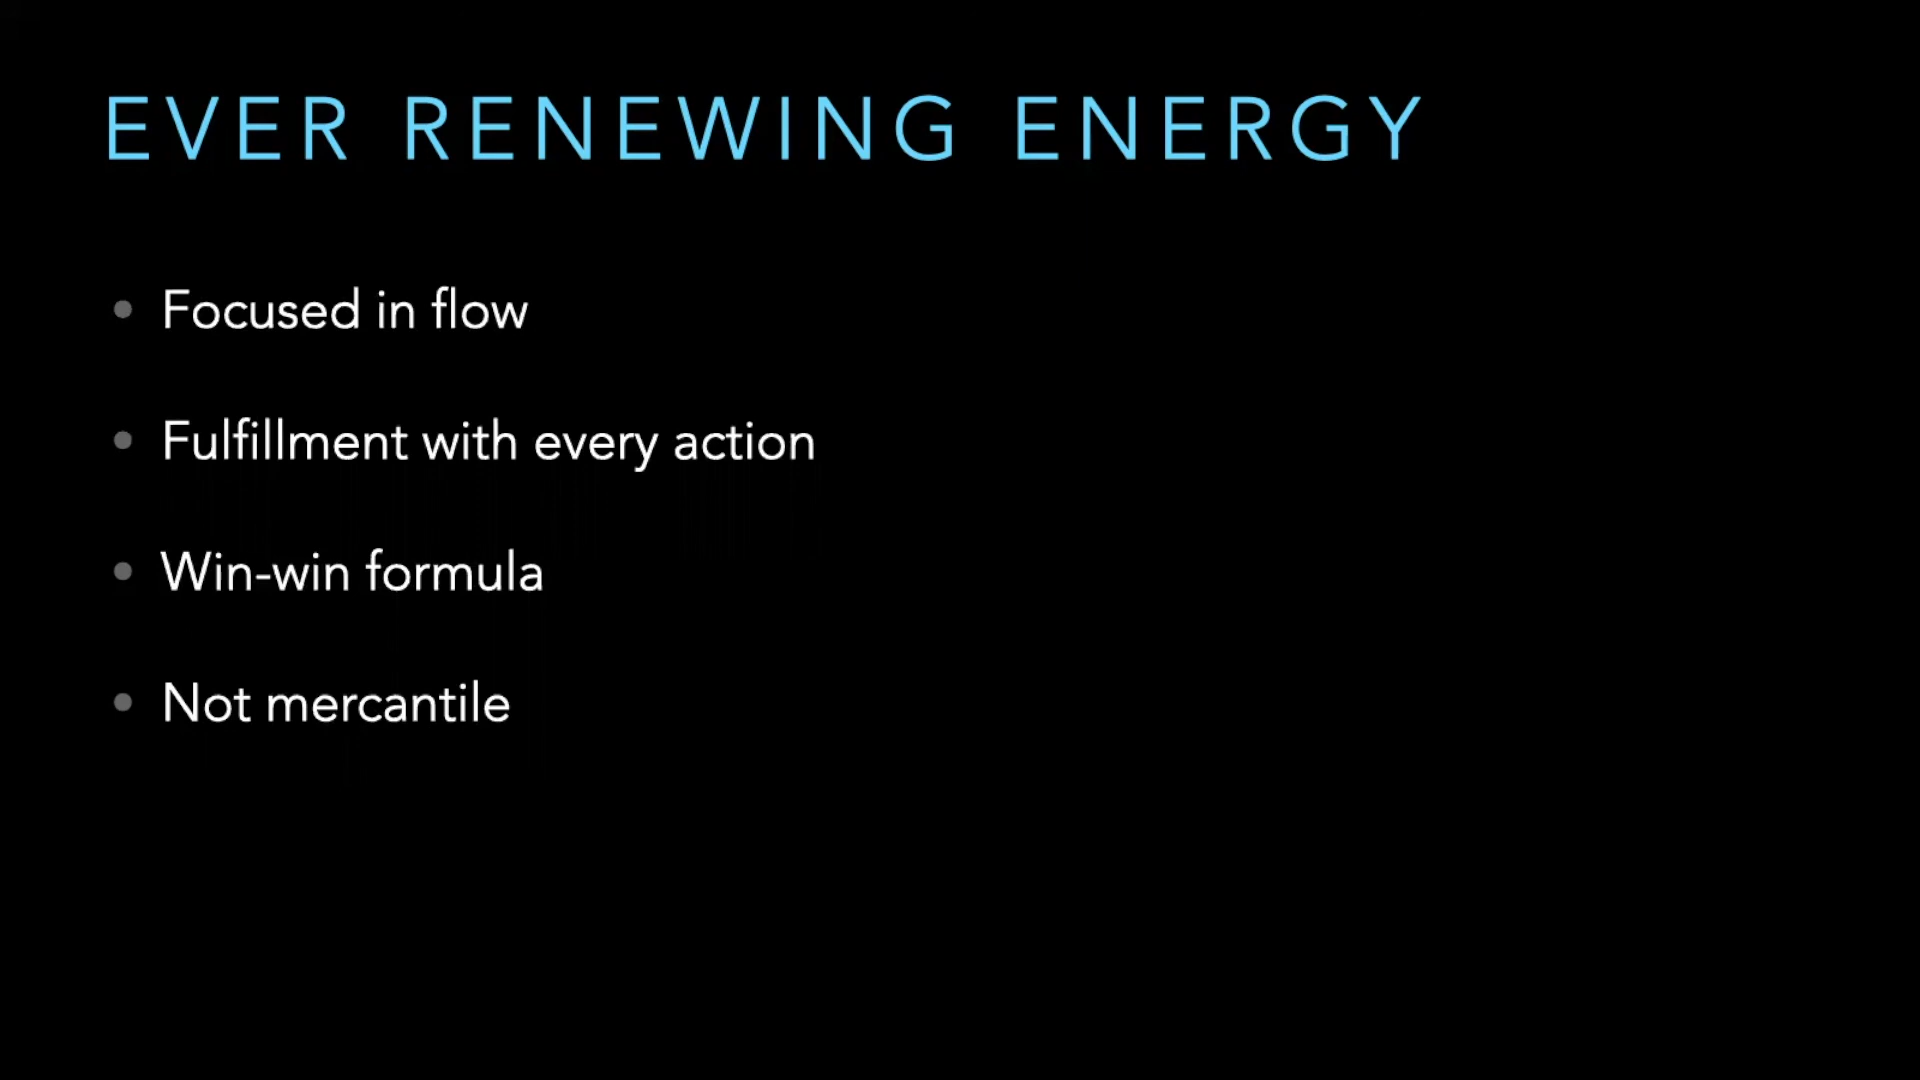 EVER RENEWING ENERGY
• Focused in flow
• Fulfillment with every action
• Win-win formula
• Not mercantile